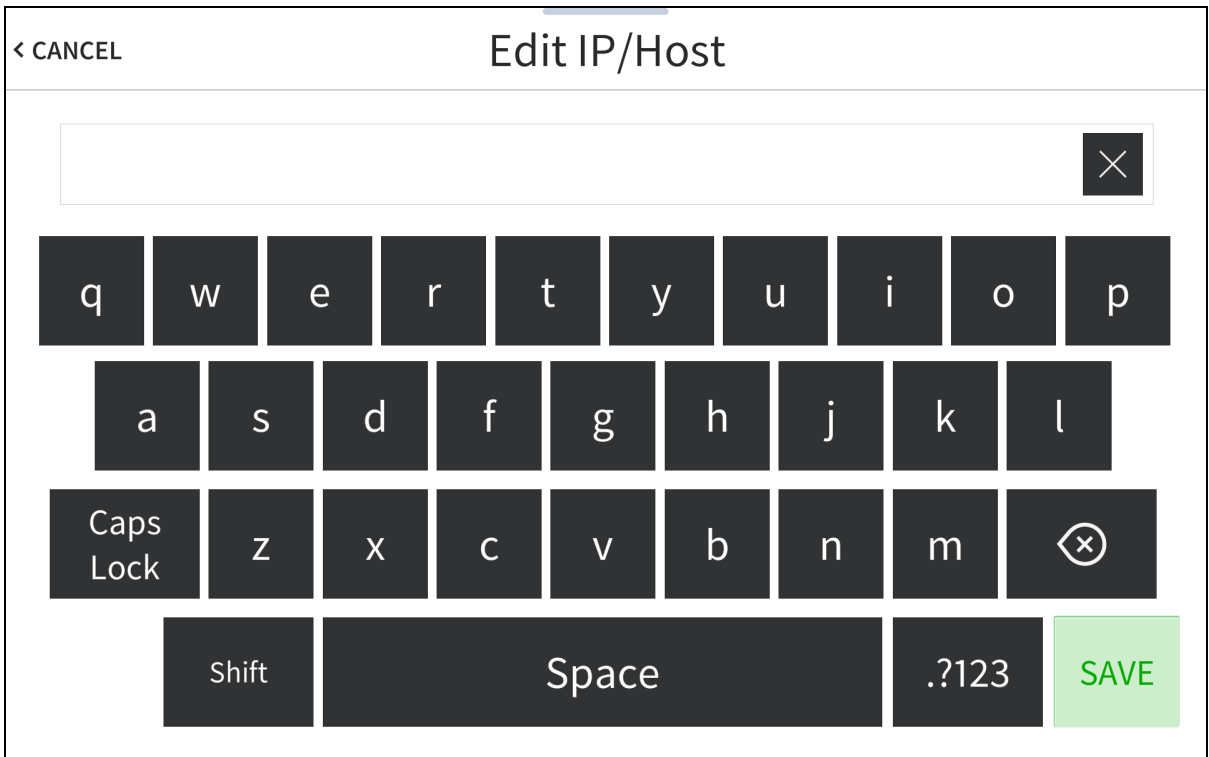 < CANCEL
Edit IP/Host
q w e r t y u i o p
a s d f g h j k l
Caps
Lock
z x c v b n m
Shift
Space
.?123
SAVE